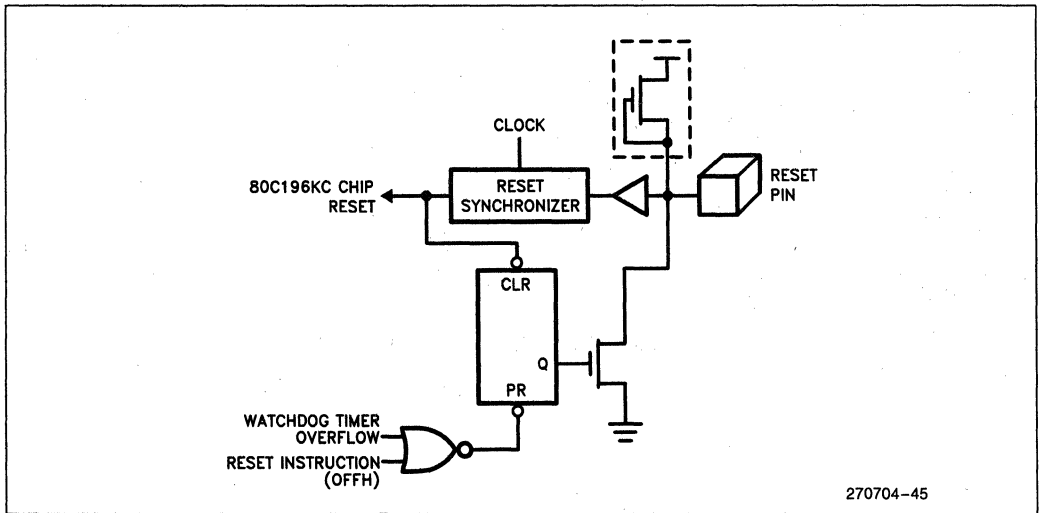 CLOCK
80C196KC CHIP
RESET
RESET
SYNCHRONIZER
RESET
PIN
CLR
Q
PR
WATCHDOG TIMER
OVERFLOW
RESET INSTRUCTION
(OFFH)
270704-45